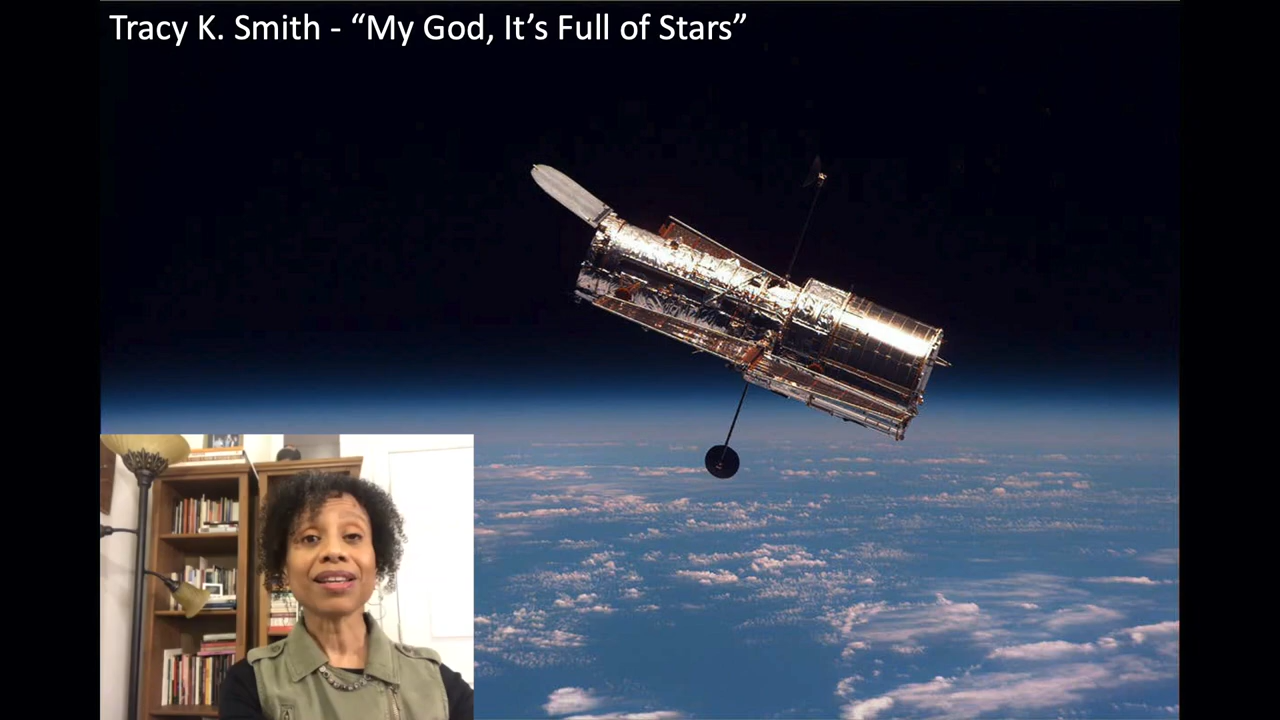 Tracy K. Smith - “My God, It’s Full of Stars”